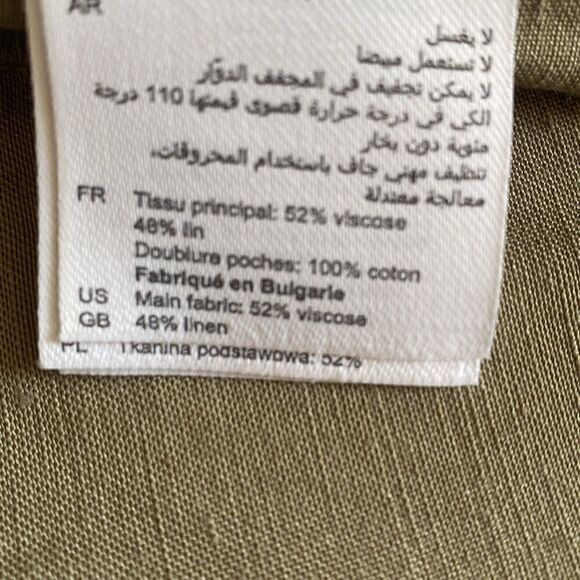 AR
لا يغسل
لا تستعمل مبيضا
لا يمكن تجفيف في المجفف الدوّار
الكي في درجة حرارة قصوى قيمتها 110 درجة
مئوية دون بخار
تنظيف مهني جاف باستخدام المحروقات،
معالجة معتدلة
FR Tissu principal: 52% viscose
48% lin
Doublure poches: 100% coton
Fabriqué en Bulgarie
US Main fabric: 52% viscose
GB 48% linen
PL Tkanina podstawowa: 52%